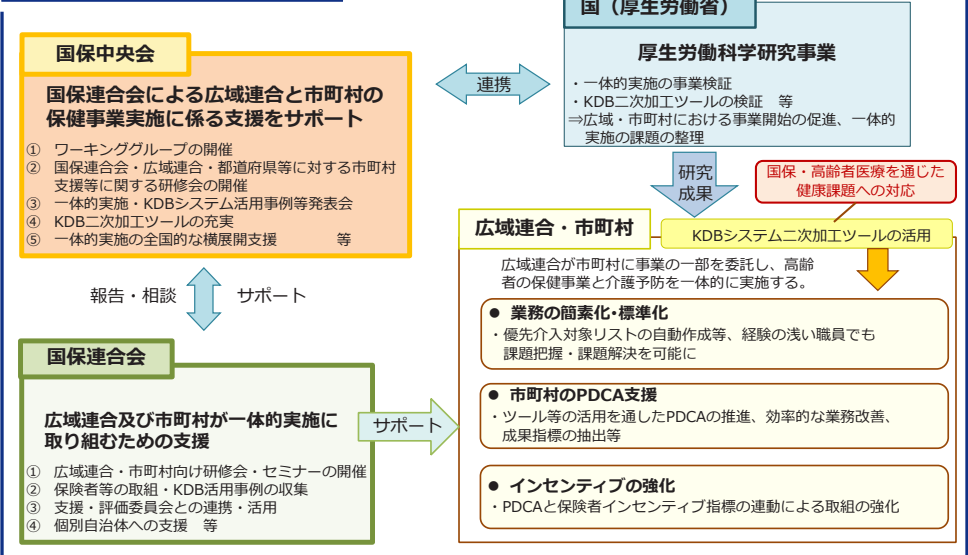 国（厚生労働省）
厚生労働科学研究事業
・一体的実施の事業検証
・KDB二次加工ツールの検証　等
⇒広域・市町村における事業開始の促進、一体的
実施の課題の整理
国保中央会
国保連合会による広域連合と市町村の
保健事業実施に係る支援をサポート
① ワーキンググループの開催
② 国保連合会・広域連合・都道府県等に対する市町村
支援等に関する研修会の開催
③ 一体的実施・KDBシステム活用事例等発表会
④ KDB二次加工ツールの充実
⑤ 一体的実施の全国的な横展開支援　　　等
連携
研究
成果
国保・高齢者医療を通じた
健康課題への対応
報告・相談
サポート
国保連合会
広域連合及び市町村が一体的実施に
取り組むための支援
① 広域連合・市町村向け研修会・セミナーの開催
② 保険者等の取組・KDB活用事例の収集
③ 支援・評価委員会との連携・活用
④ 個別自治体への支援　等
サポート
広域連合・市町村
KDBシステム二次加工ツールの活用
広域連合が市町村に事業の一部を委託し、高齢
者の保健事業と介護予防を一体的に実施する。
● 業務の簡素化･標準化
・優先介入対象リストの自動作成等、経験の浅い職員でも
課題把握・課題解決を可能に
● 市町村のPDCA支援
・ツール等の活用を通したPDCAの推進、効率的な業務改善、
成果指標の抽出等
● インセンティブの強化
・PDCAと保険者インセンティブ指標の連動による取組の強化